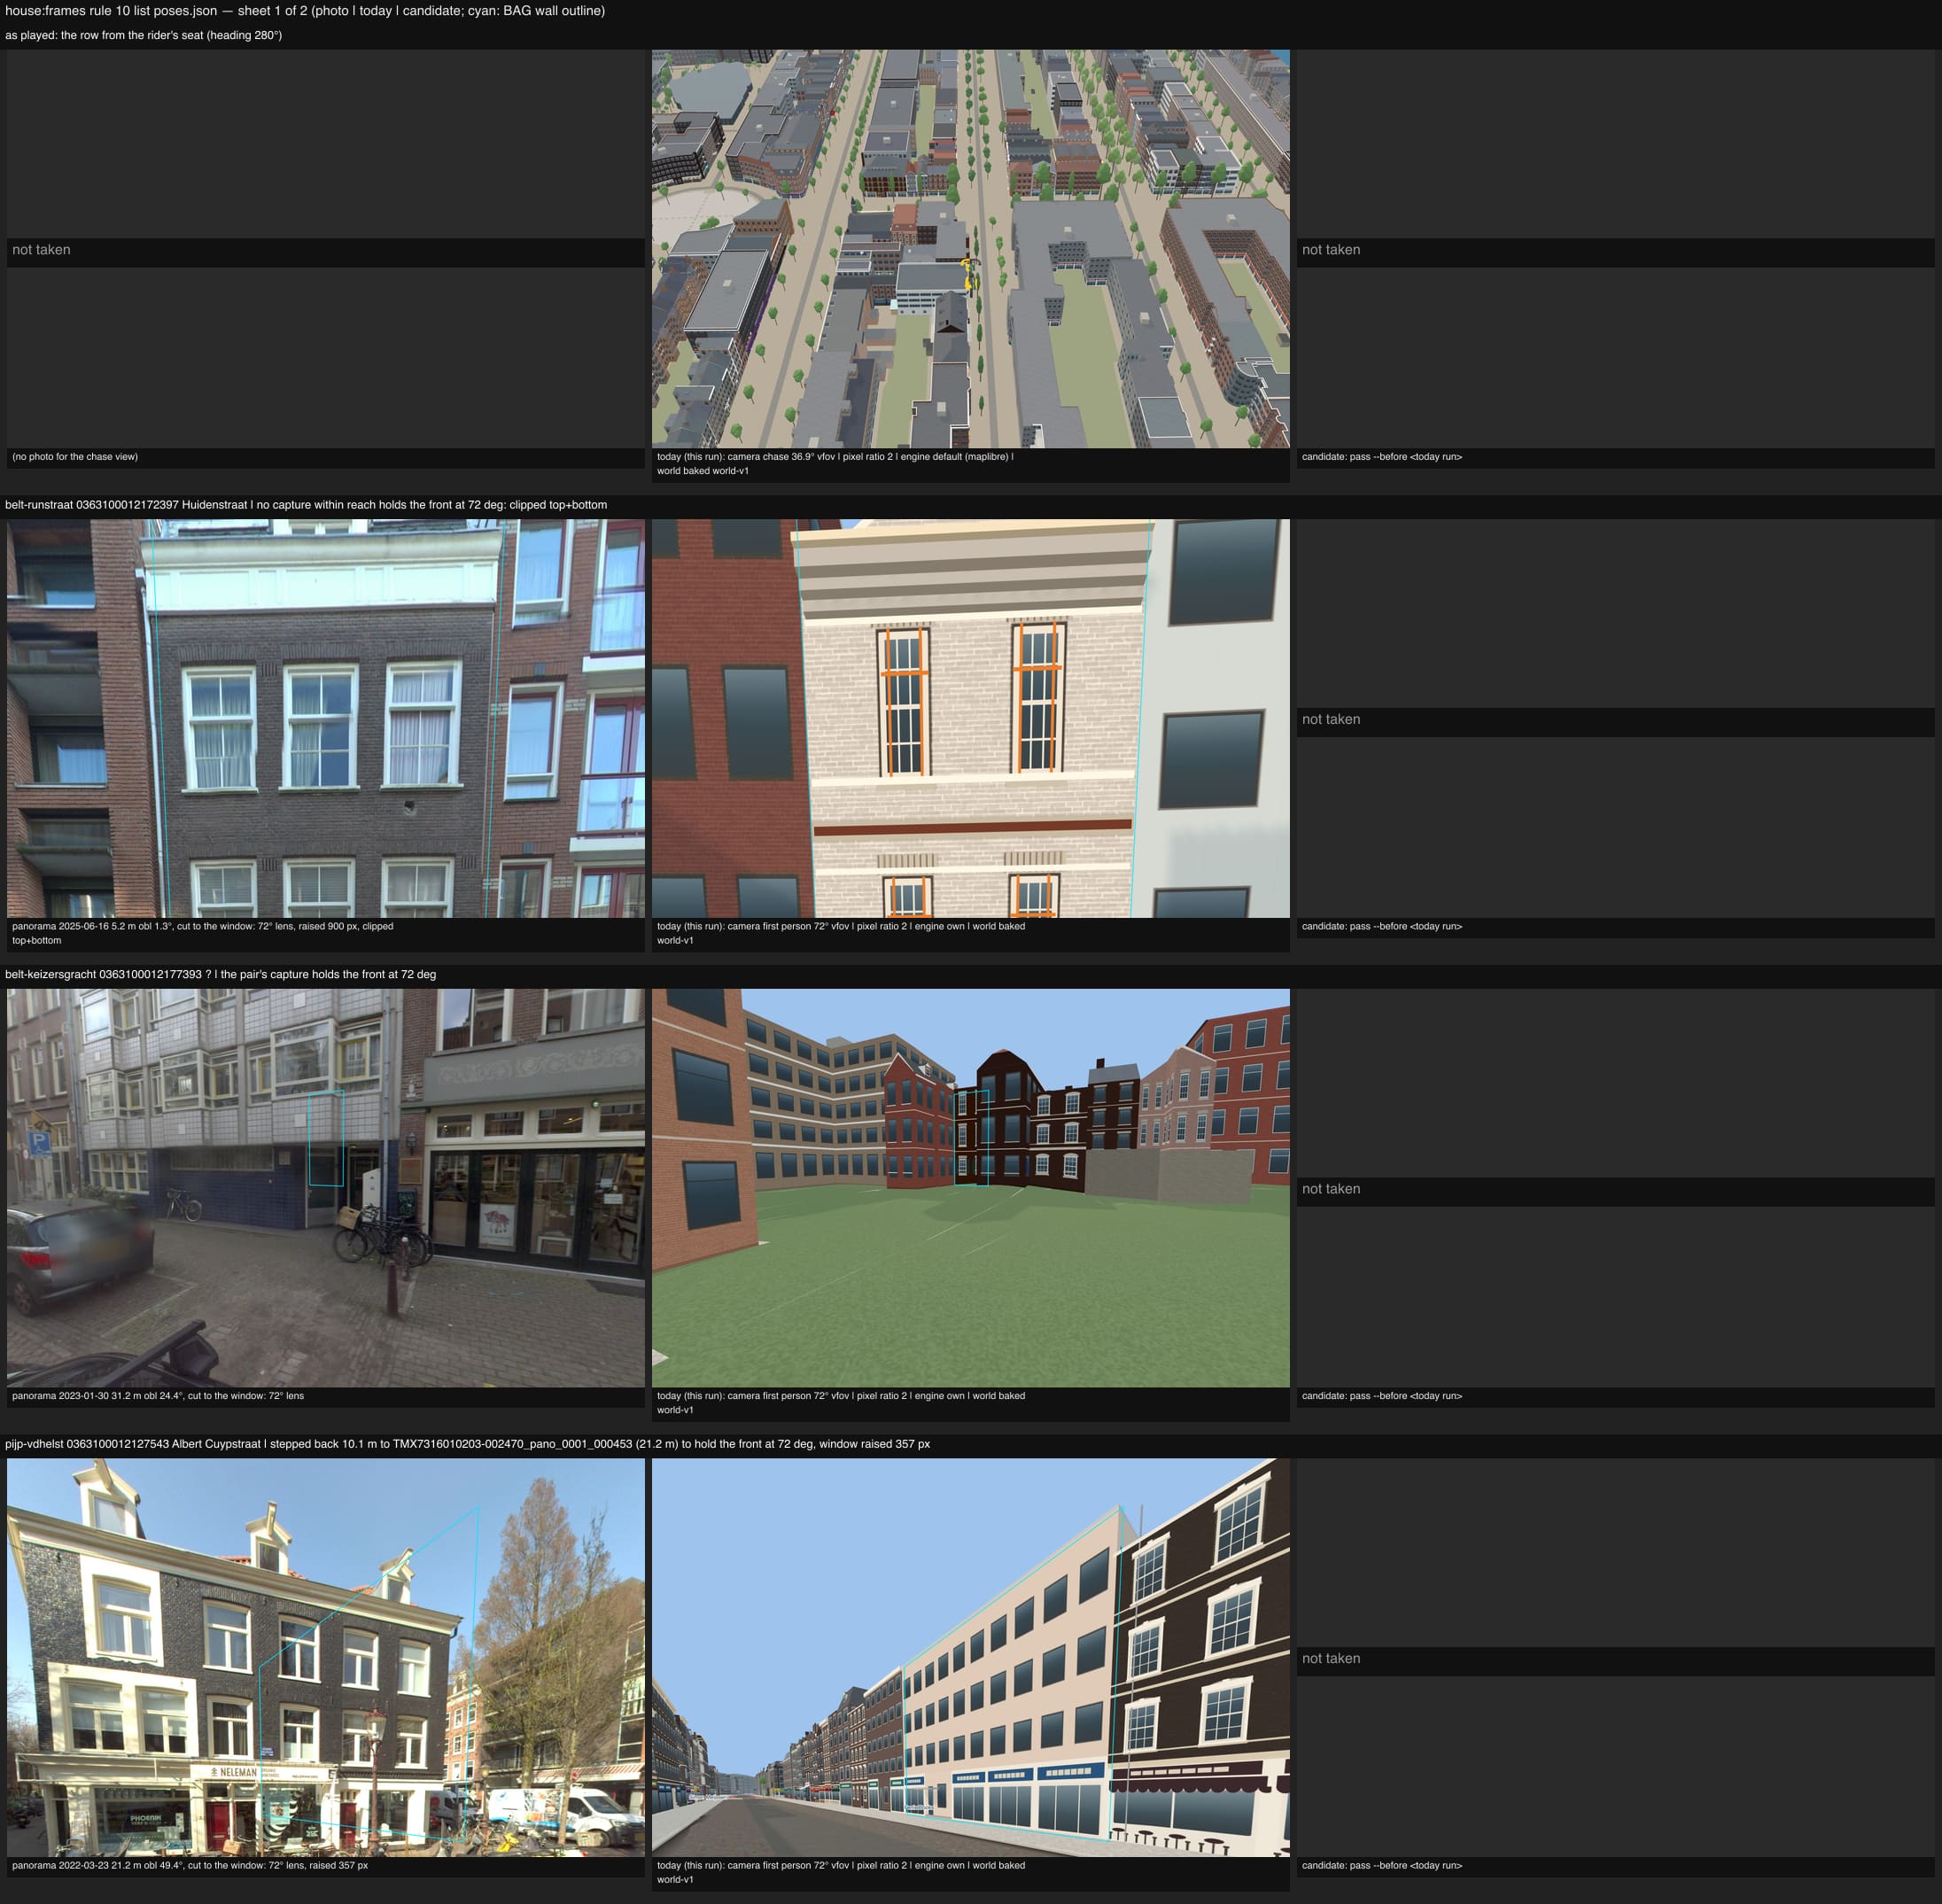 house:frames rule 10 list poses.json — sheet 1 of 2 (photo | today | candidate; cyan: BAG wall outline)
as played: the row from the rider's seat (heading 280°)
not taken
not taken
(no photo for the chase view)
today (this run): camera chase 36.9° vfov | pixel ratio 2 | engine default (maplibre) |
world baked world-v1
candidate: pass --before <today run>
belt-runstraat 0363100012172397 Huidenstraat | no capture within reach holds the front at 72 deg: clipped top+bottom
not taken
panorama 2025-06-16 5.2 m obl 1.3°, cut to the window: 72° lens, raised 900 px, clipped
top+bottom
today (this run): camera first person 72° vfov | pixel ratio 2 | engine own | world baked
world-v1
candidate: pass --before <today run>
belt-keizersgracht 0363100012177393 ? | the pair's capture holds the front at 72 deg
P
not taken
panorama 2023-01-30 31.2 m obl 24.4°, cut to the window: 72° lens
today (this run): camera first person 72° vfov | pixel ratio 2 | engine own | world baked
world-v1
candidate: pass --before <today run>
pijp-vdhelst 0363100012127543 Albert Cuypstraat | stepped back 10.1 m to TMX7316010203-002470_pano_0001_000453 (21.2 m) to hold the front at 72 deg, window raised 357 px
not taken
NELEMAN
PHOENIX
panorama 2022-03-23 21.2 m obl 49.4°, cut to the window: 72° lens, raised 357 px
today (this run): camera first person 72° vfov | pixel ratio 2 | engine own | world baked
world-v1
candidate: pass --before <today run>